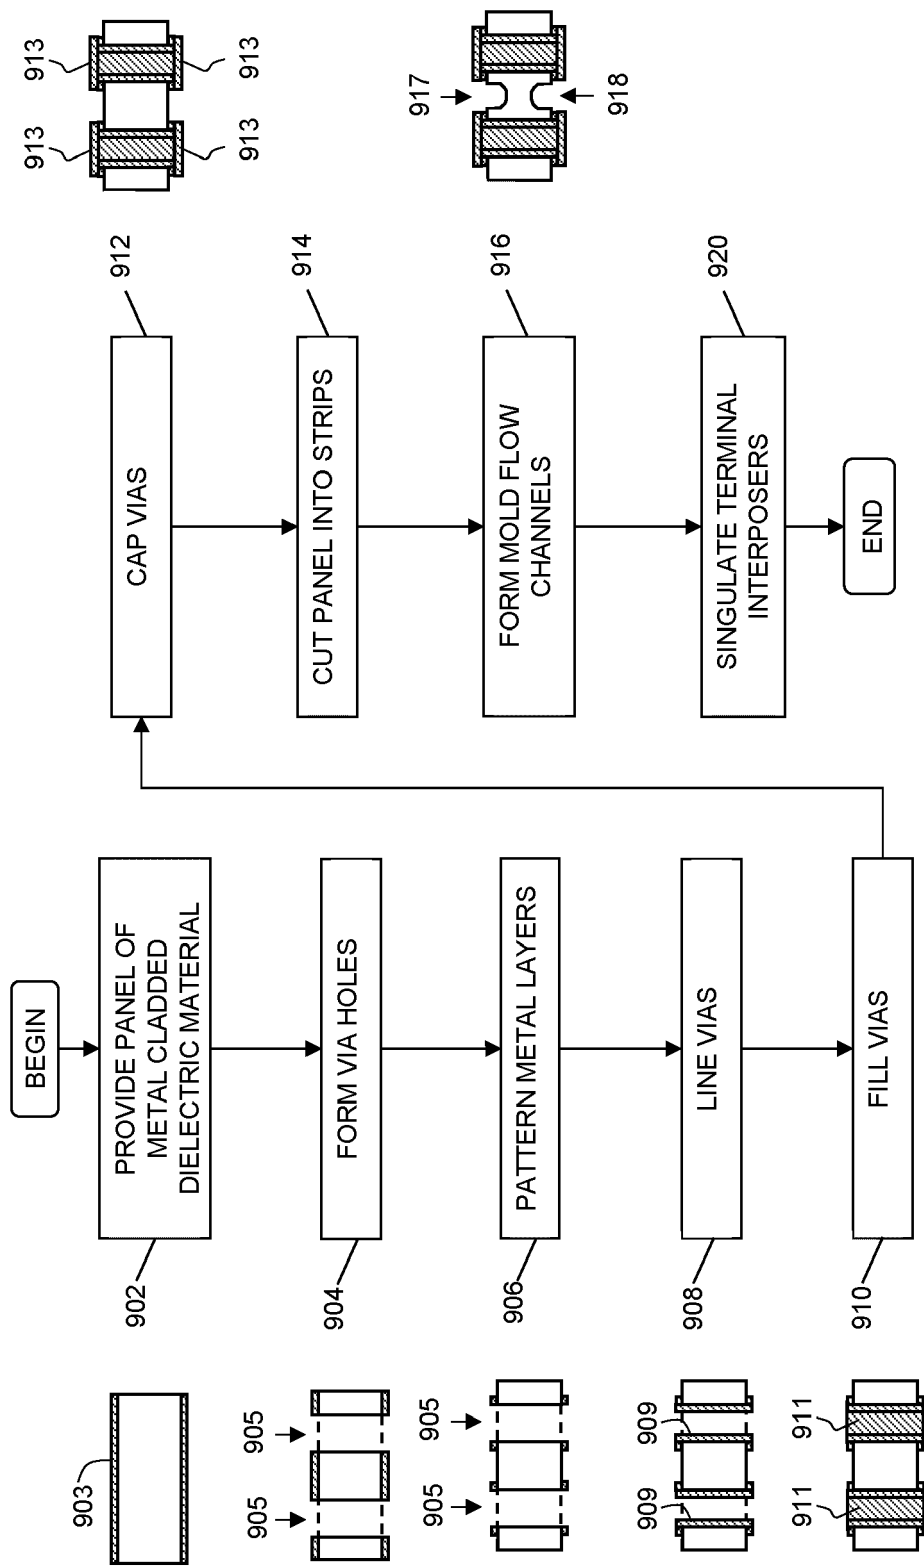 BEGIN
PROVIDE PANEL OF
METAL CLADDED
DIELECTRIC MATERIAL
902
903
FORM VIA HOLES
904
905
905
PATTERN METAL LAYERS
906
905
905
LINE VIAS
908
909
909
FILL VIAS
910
911
911
CAP VIAS
912
913
913
913
913
CUT PANEL INTO STRIPS
914
FORM MOLD FLOW
CHANNELS
916
917
918
SINGULATE TERMINAL
INTERPOSERS
920
END